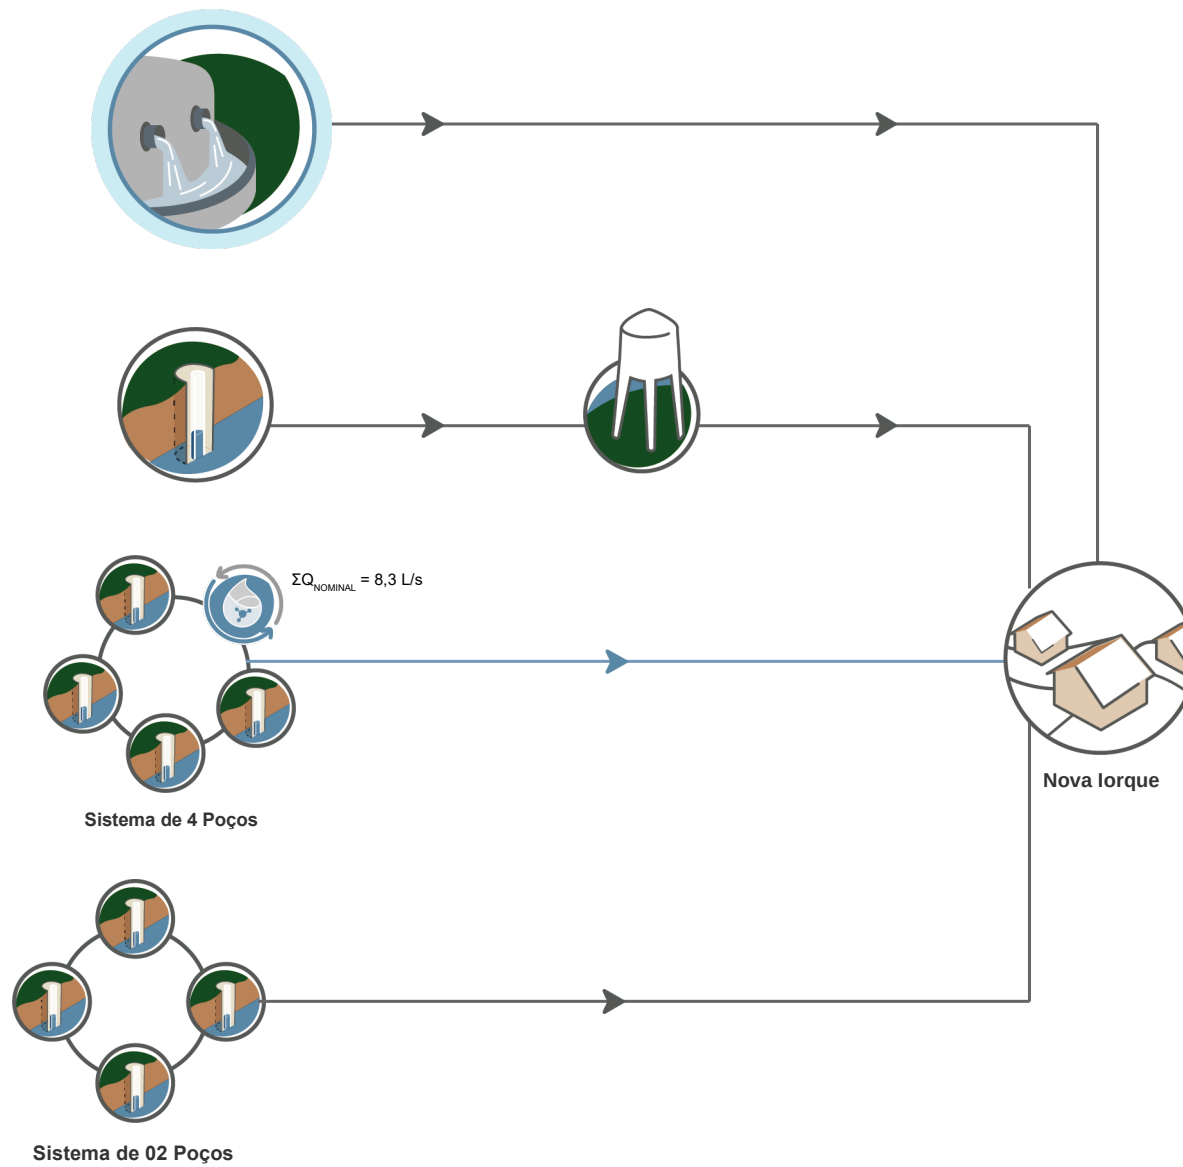 ΣQNOMINAL = 8,3 L/s
Nova Iorque
Sistema de 4 Poços
Sistema de 02 Poços